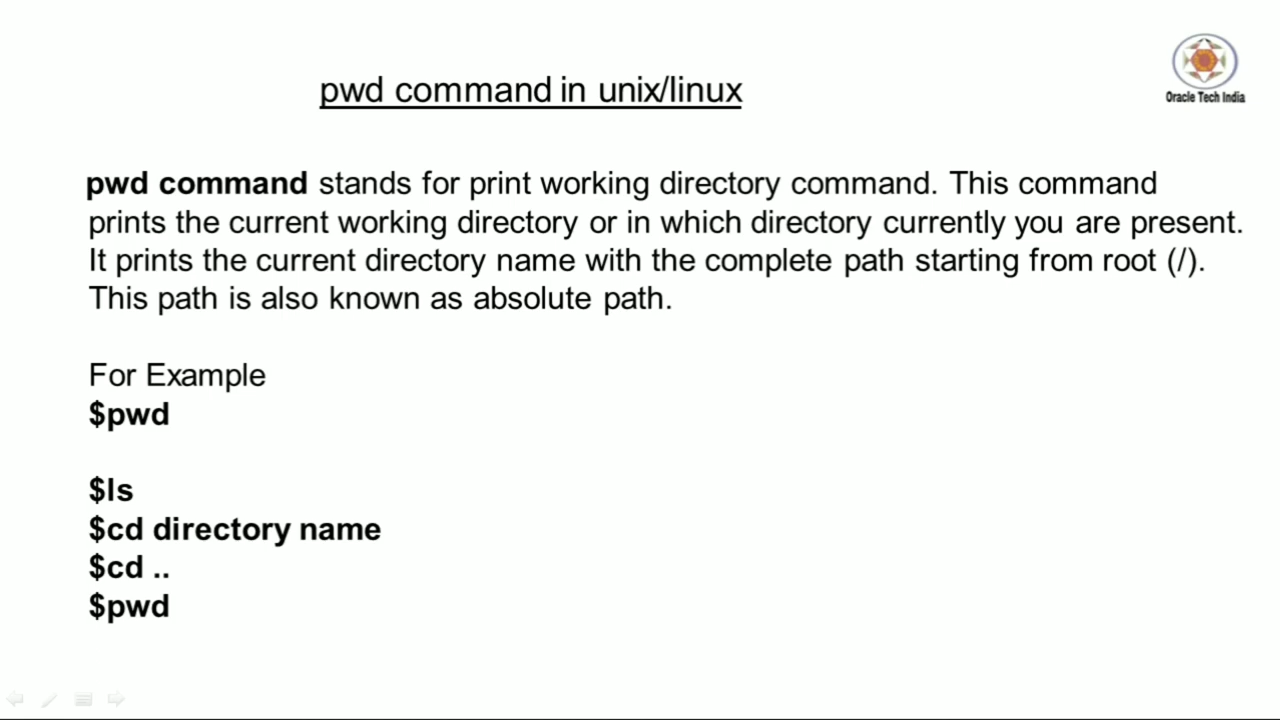 pwd command in unix/linux
Oracle Tech India
pwd command stands for print working directory command. This command
prints the current working directory or in which directory currently you are present.
It prints the current directory name with the complete path starting from root (/).
This path is also known as absolute path.
For Example
$pwd
$ls
$cd directory name
$cd ..
$pwd